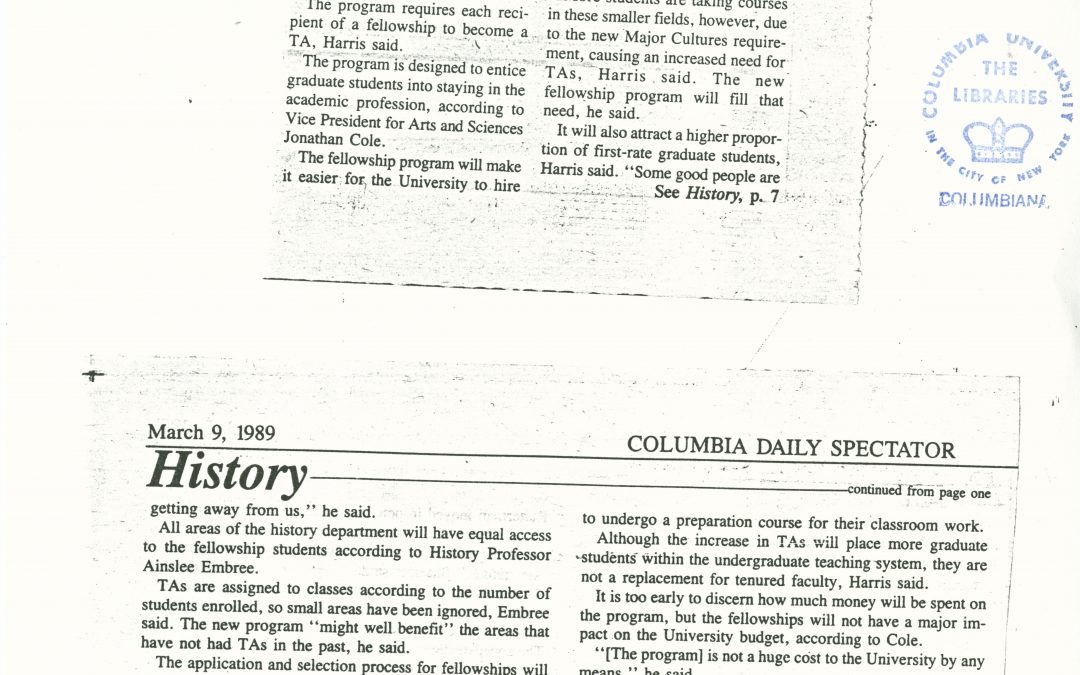 The program requires each reci-
pient of a fellowship to become a
TA, Harris said.
The program is designed to entice
graduate students into staying in the
academic profession, according to
Vice President for Arts and Sciences
Jonathan Cole.
The fellowship program will make
it easier for the University to hire
students are taking courses
in these smaller fields, however, due
to the new Major Cultures require-
ment, causing an increased need for
TAs, Harris said. The new
fellowship program will fill that
need, he said.
It will also attract a higher propor-
tion of first-rate graduate students,
Harris said. “Some good people are
See History, p. 7
COLUMBIA UNIVERSITY
THE
LIBRARIES
IN THE CITY OF NEW YORK
COLUMBIANA
March 9, 1989
COLUMBIA DAILY SPECTATOR
History
continued from page one
getting away from us,” he said.
All areas of the history department will have equal access
to the fellowship students according to History Professor
Ainslee Embree.
TAs are assigned to classes according to the number of
students enrolled, so small areas have been ignored, Embree
said. The new program “might well benefit” the areas that
have not had TAs in the past, he said.
The application and selection process for fellowships will
to undergo a preparation course for their classroom work.
Although the increase in TAs will place more graduate
students within the undergraduate teaching system, they are
not a replacement for tenured faculty, Harris said.
It is too early to discern how much money will be spent on
the program, but the fellowships will not have a major im-
pact on the University budget, according to Cole.
“[The program] is not a huge cost to the University by any
means,” he said.